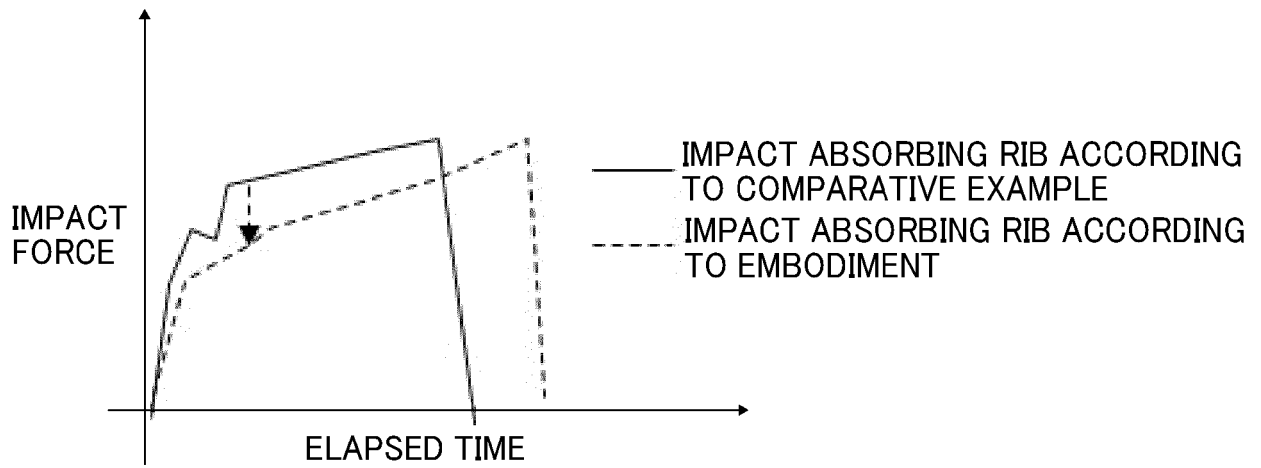 IMPACT
FORCE
ELAPSED TIME
IMPACT ABSORBING RIB ACCORDING
TO COMPARATIVE EXAMPLE
IMPACT ABSORBING RIB ACCORDING
TO EMBODIMENT